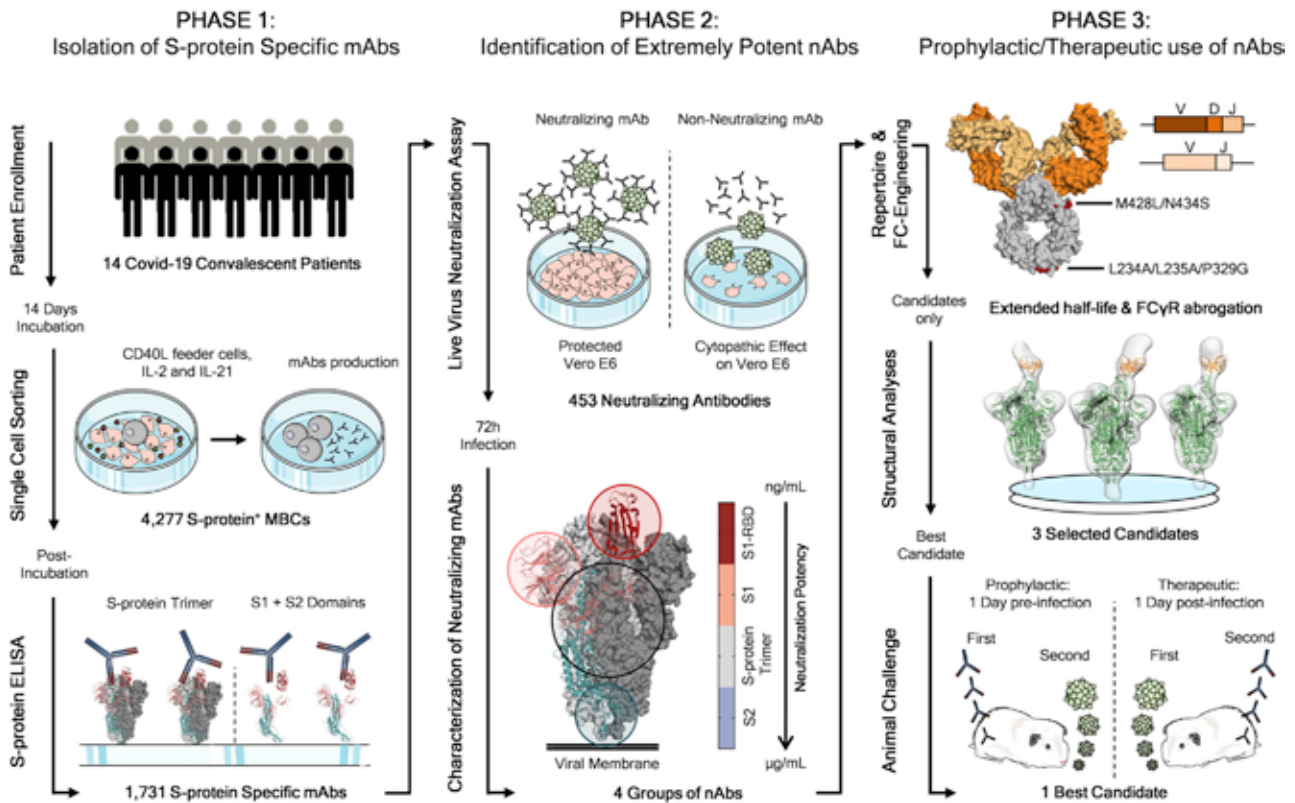 PHASE 1:
Isolation of S-protein Specific mAbs
Patient Enrollment
14 Covid-19 Convalescent Patients
14 Days
Incubation
Single Cell Sorting
CD40L feeder cells,
IL-2 and IL-21
mAbs production
4,277 S-protein⁺ MBCs
Post-
Incubation
S-protein ELISA
S-protein Trimer
S1 + S2 Domains
1,731 S-protein Specific mAbs
PHASE 2:
Identification of Extremely Potent nAbs
Live Virus Neutralization Assay
Neutralizing mAb
Non-Neutralizing mAb
Protected
Vero E6
Cytopathic Effect
on Vero E6
453 Neutralizing Antibodies
72h
Infection
Characterization of Neutralizing mAbs
S1-RBD
S1
S-protein
Trimer
S2
ng/mL
Neutralization Potency
µg/mL
Viral Membrane
4 Groups of nAbs
PHASE 3:
Prophylactic/Therapeutic use of nAbs
Repertoire &
FC-Engineering
V D J
V J
M428L/N434S
L234A/L235A/P329G
Extended half-life & FCγR abrogation
Candidates
only
Structural Analyses
3 Selected Candidates
Best
Candidate
Animal Challenge
Prophylactic:
1 Day pre-infection
First
Second
Therapeutic:
1 Day post-infection
First
Second
1 Best Candidate